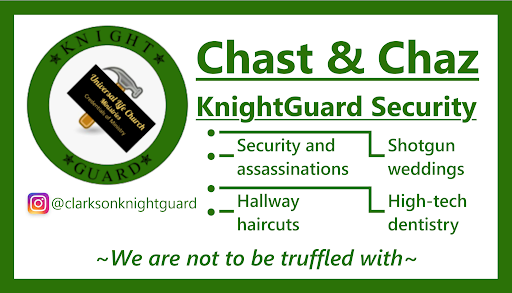 KNIGHT
GUARD
Universal Life Church
Ministries
Credentials of Ministry
@clarksonknightguard
Chast & Chaz
KnightGuard Security
Security and
assassinations
Shotgun
weddings
Hallway
haircuts
High-tech
dentistry
~We are not to be truffled with~